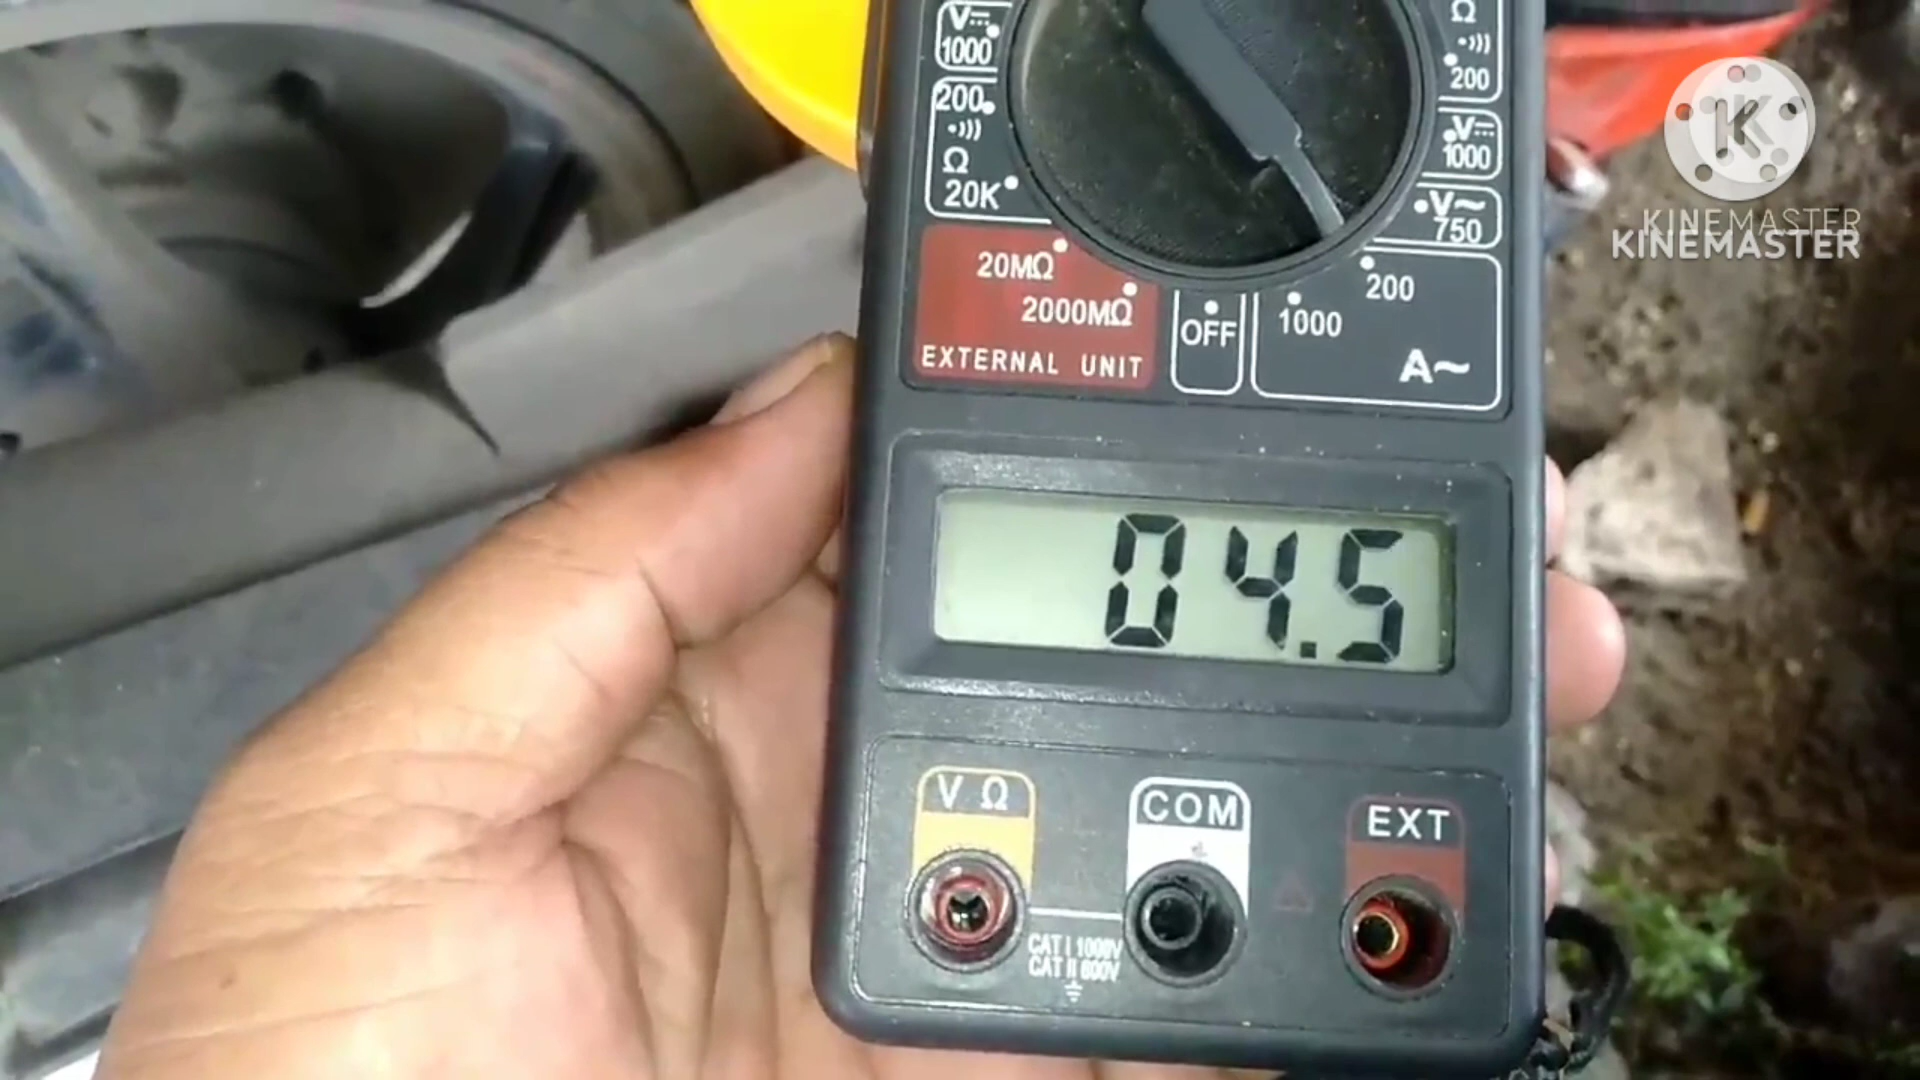 V⎓
1000
200
•)))
Ω
20K
20MΩ
2000MΩ
EXTERNAL UNIT
OFF
Ω
•)))
200
V⎓
1000
V~
750
200
1000
A~
K
KINEMASTER
KINEMASTER
04.5
V Ω
COM
EXT
CAT I 1000V
CAT II 600V